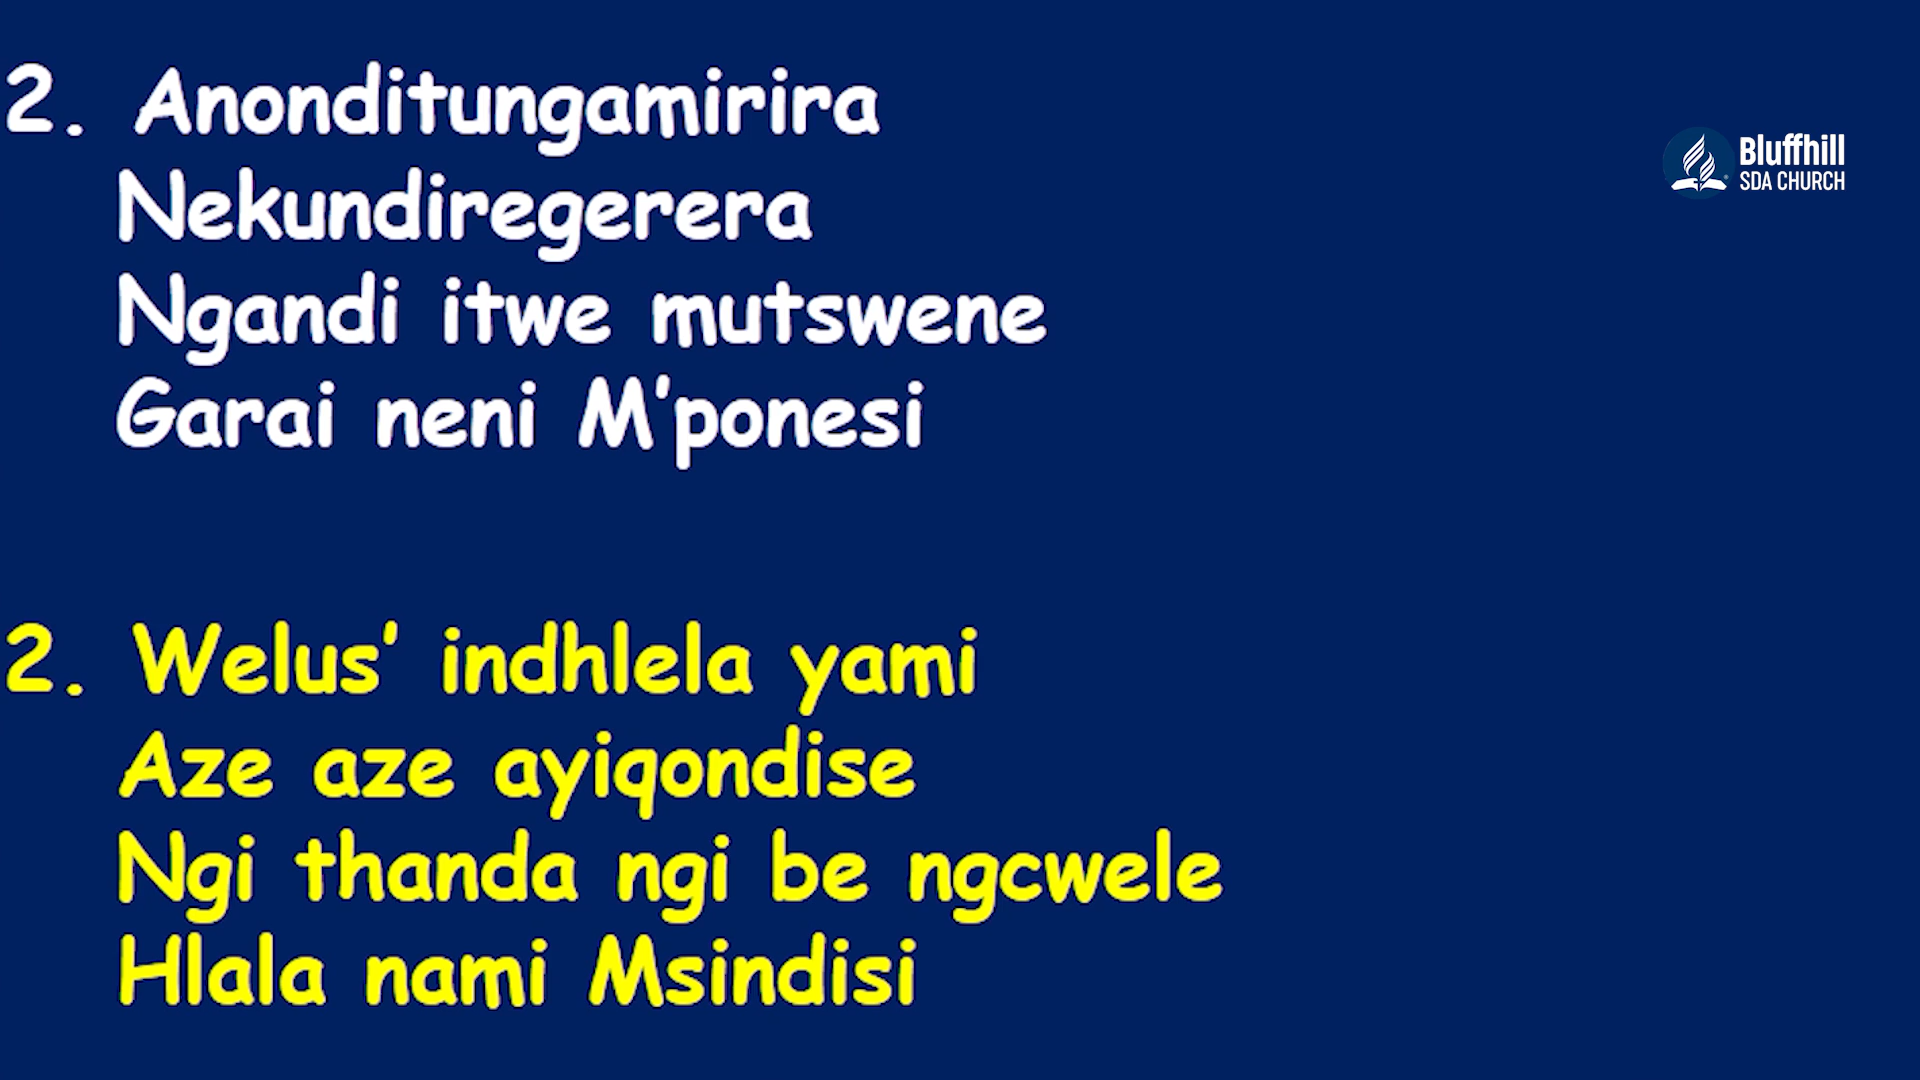 2. Anonditungamirira
Nekundiregerera
Ngandi itwe mutswene
Garai neni M'ponesi
Bluffhill
SDA CHURCH
2. Welus' indhlela yami
Aze aze ayiqondise
Ngi thanda ngi be ngcwele
Hlala nami Msindisi